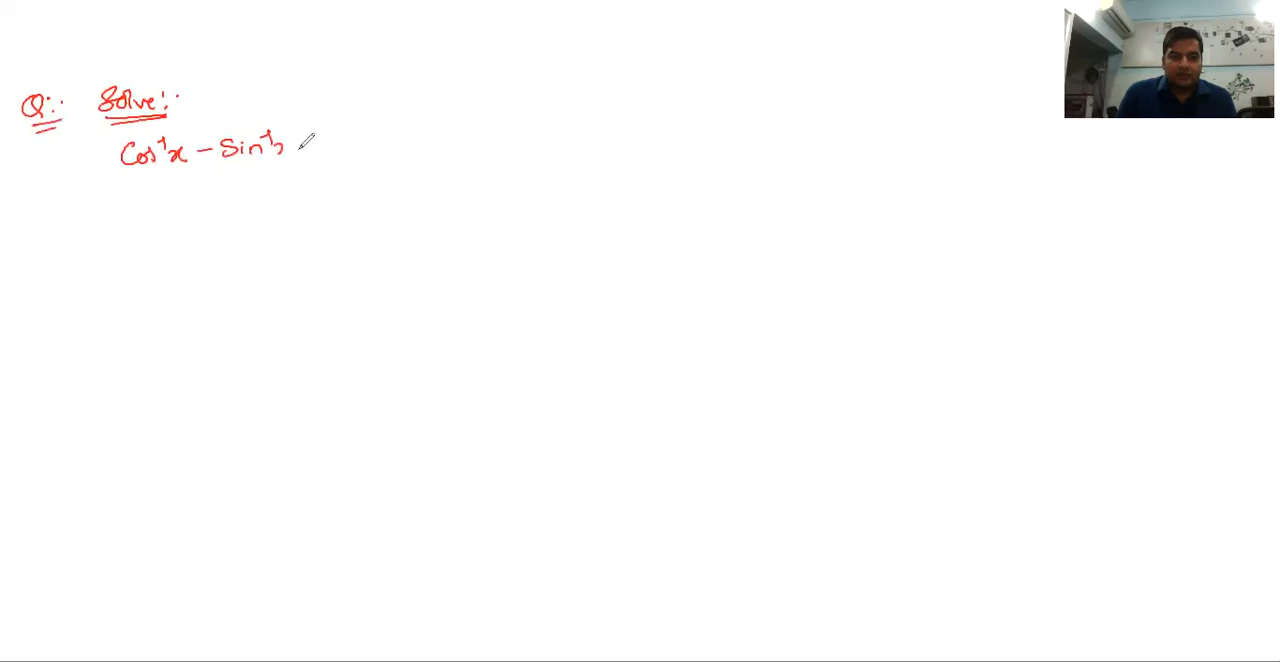 Q:. Solve:.
Cos⁻¹x – Sin⁻¹